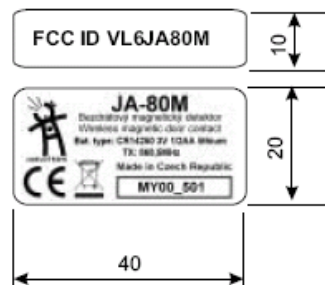 FCC ID VL6JA80M
10
JA-80M
Bezdrátový magnetický detektor
Wireless magnetic door contact
Bat. type: CR14250 3V 1/2AA lithium
TX: 868,5MHz
Made in Czech Republic
CE
MY00_501
20
40